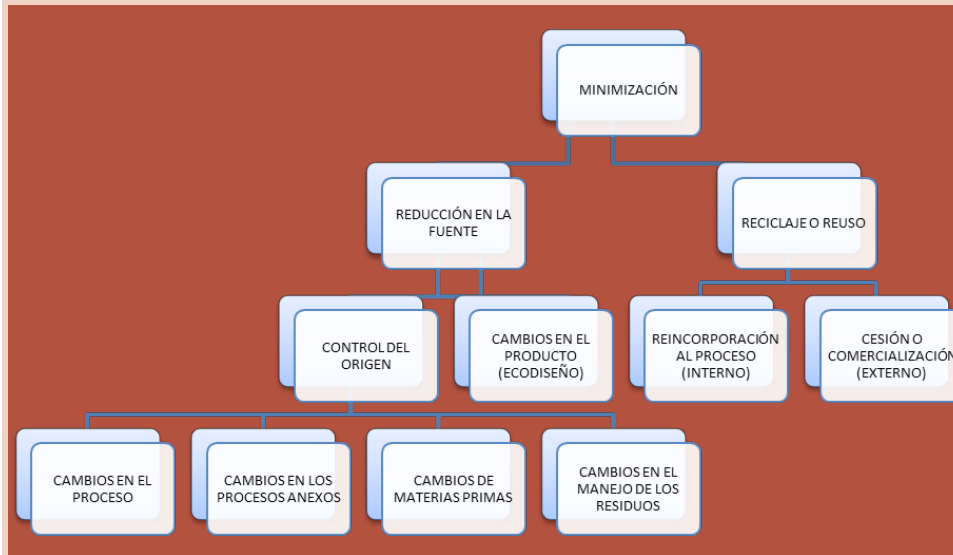 MINIMIZACIÓN
REDUCCIÓN EN LA
FUENTE
RECICLAJE O REUSO
CONTROL DEL
ORIGEN
CAMBIOS EN EL
PRODUCTO
(ECODISEÑO)
REINCORPORACIÓN
AL PROCESO
(INTERNO)
CESIÓN O
COMERCIALIZACIÓN
(EXTERNO)
CAMBIOS EN EL
PROCESO
CAMBIOS EN LOS
PROCESOS ANEXOS
CAMBIOS DE
MATERIAS PRIMAS
CAMBIOS EN EL
MANEJO DE LOS
RESIDUOS